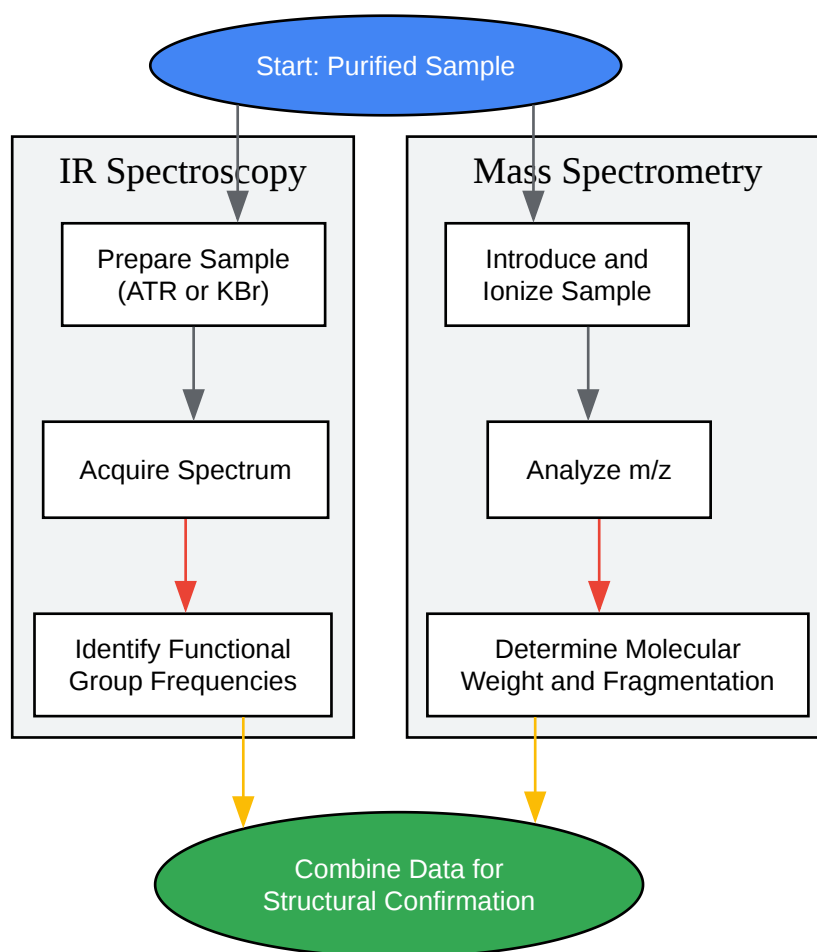 Start: Purified Sample
IR Spectroscopy
Prepare Sample
(ATR or KBr)
Acquire Spectrum
Identify Functional
Group Frequencies
Mass Spectrometry
Introduce and
Ionize Sample
Analyze m/z
Determine Molecular
Weight and Fragmentation
Combine Data for
Structural Confirmation